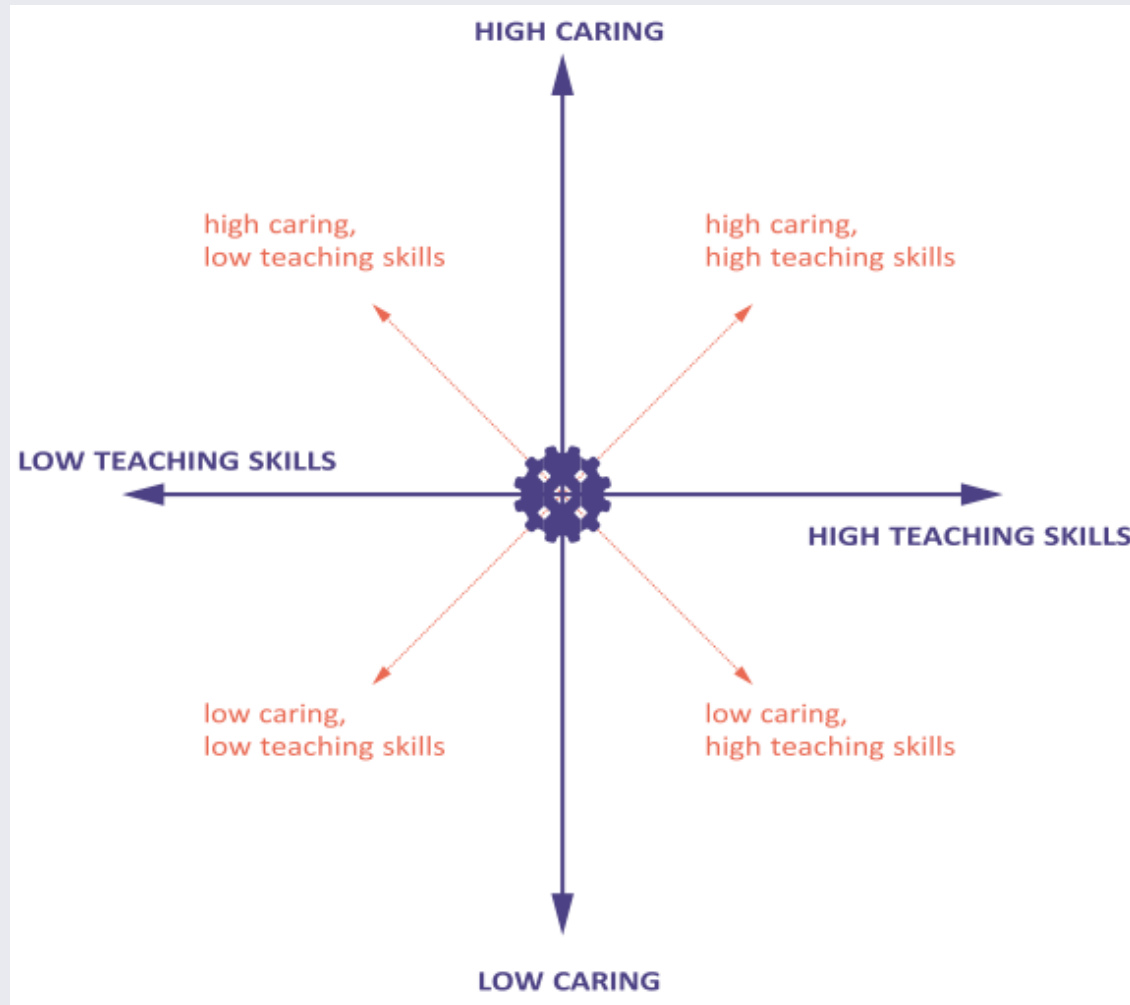 HIGH CARING
high caring,
low teaching skills
high caring,
high teaching skills
LOW TEACHING SKILLS
HIGH TEACHING SKILLS
low caring,
low teaching skills
low caring,
high teaching skills
LOW CARING